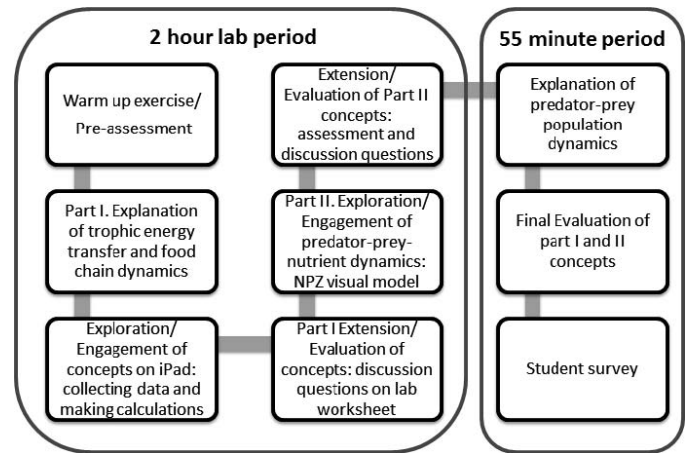 2 hour lab period
Warm up exercise/
Pre-assessment
Part I. Explanation
of trophic energy
transfer and food
chain dynamics
Exploration/
Engagement of
concepts on iPad:
collecting data and
making calculations
Part I Extension/
Evaluation of
concepts: discussion
questions on lab
worksheet
Part II. Exploration/
Engagement of
predator-prey-
nutrient dynamics:
NPZ visual model
Extension/
Evaluation of Part II
concepts:
assessment and
discussion questions
55 minute period
Explanation of
predator-prey
population
dynamics
Final Evaluation of
part I and II
concepts
Student survey